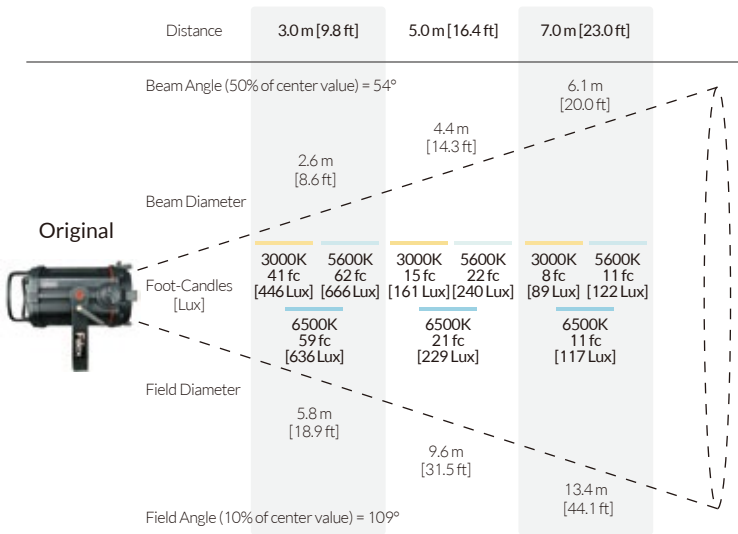 Distance 3.0 m [9.8 ft] 5.0 m [16.4 ft] 7.0 m [23.0 ft]
Beam Angle (50% of center value) = 54°
6.1 m
[20.0 ft]
4.4 m
[14.3 ft]
2.6 m
[8.6 ft]
Beam Diameter
Original
3000K 5600K 3000K 5600K 3000K 5600K
41 fc 62 fc 15 fc 22 fc 8 fc 11 fc
[446 Lux] [666 Lux] [161 Lux] [240 Lux] [89 Lux] [122 Lux]
Foot-Candles
[Lux]
6500K 6500K 6500K
59 fc 21 fc 11 fc
[636 Lux] [229 Lux] [117 Lux]
Field Diameter
5.8 m
[18.9 ft]
9.6 m
[31.5 ft]
13.4 m
[44.1 ft]
Field Angle (10% of center value) = 109°